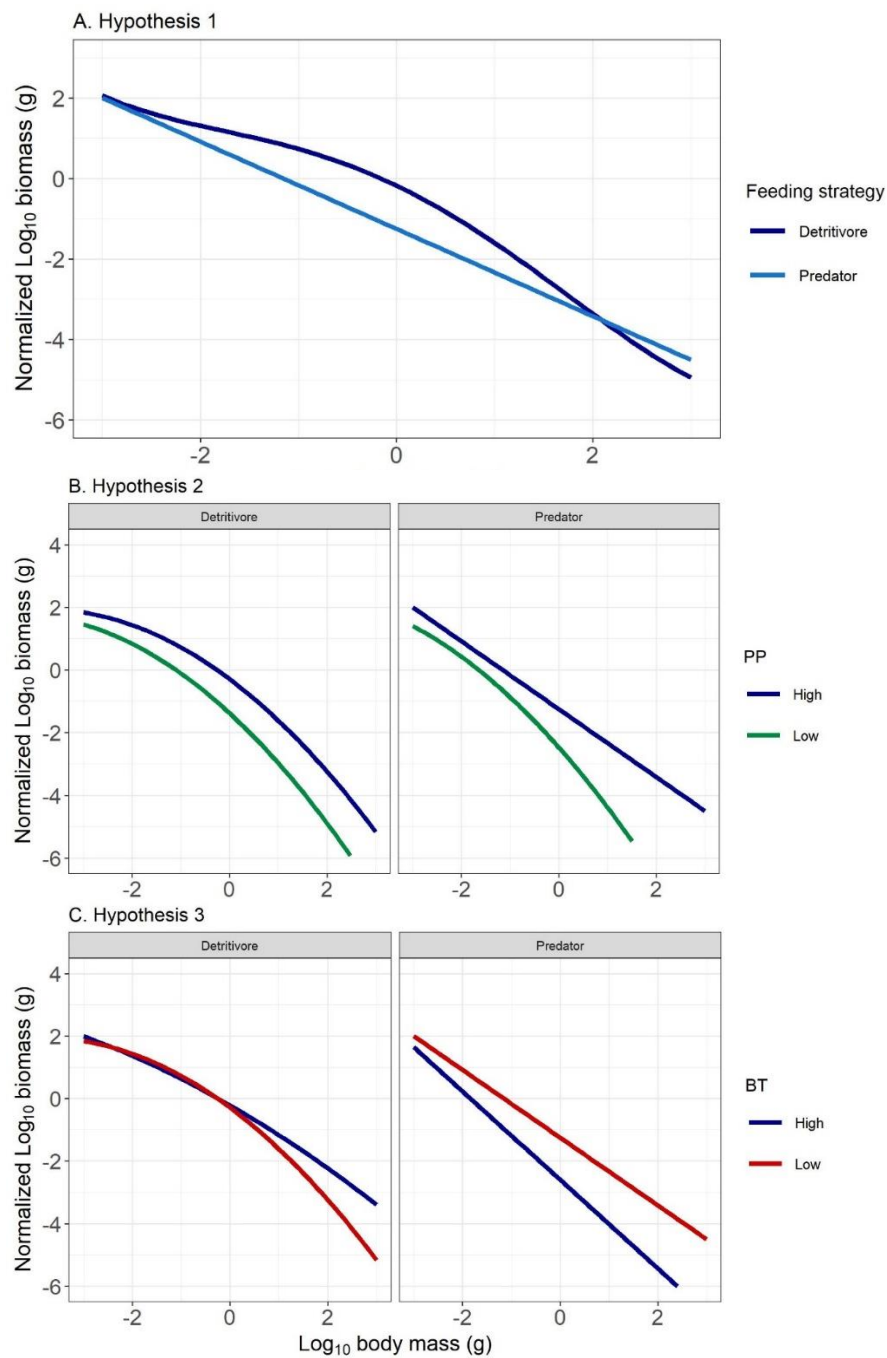 A. Hypothesis 1
Normalized Log₁₀ biomass (g)
2
0
-2
-4
-6
-2
0
2
Feeding strategy
Detritivore
Predator
B. Hypothesis 2
Detritivore
Predator
Normalized Log₁₀ biomass (g)
4
2
0
-2
-4
-6
-2
0
2
-2
0
2
PP
High
Low
C. Hypothesis 3
Detritivore
Predator
Normalized Log₁₀ biomass (g)
4
2
0
-2
-4
-6
-2
0
2
-2
0
2
Log₁₀ body mass (g)
BT
High
Low